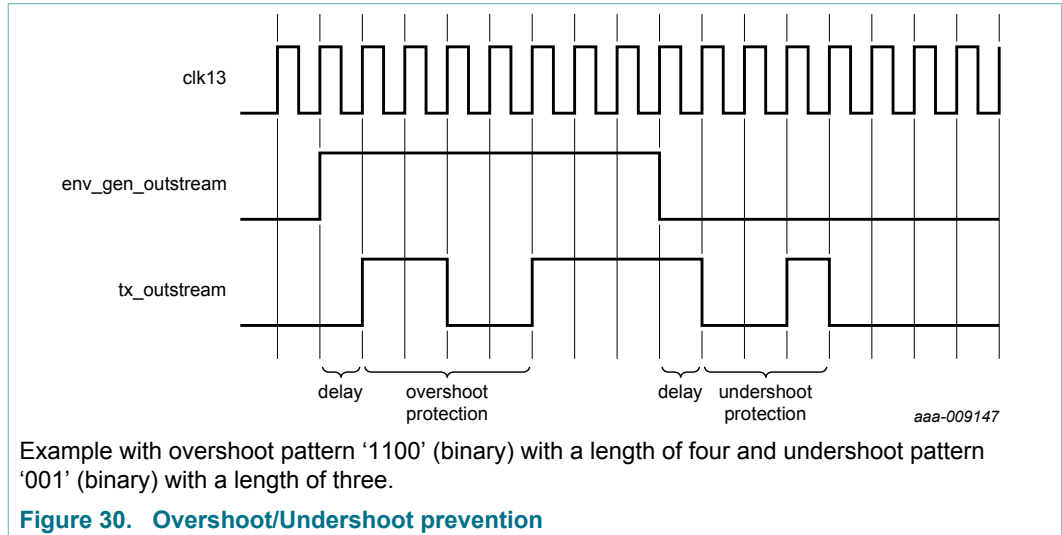 clk13
env_gen_outstream
tx_outstream
delay
overshoot
protection
delay
undershoot
protection
aaa-009147
Example with overshoot pattern ‘1100’ (binary) with a length of four and undershoot pattern
‘001’ (binary) with a length of three.
Figure 30. Overshoot/Undershoot prevention